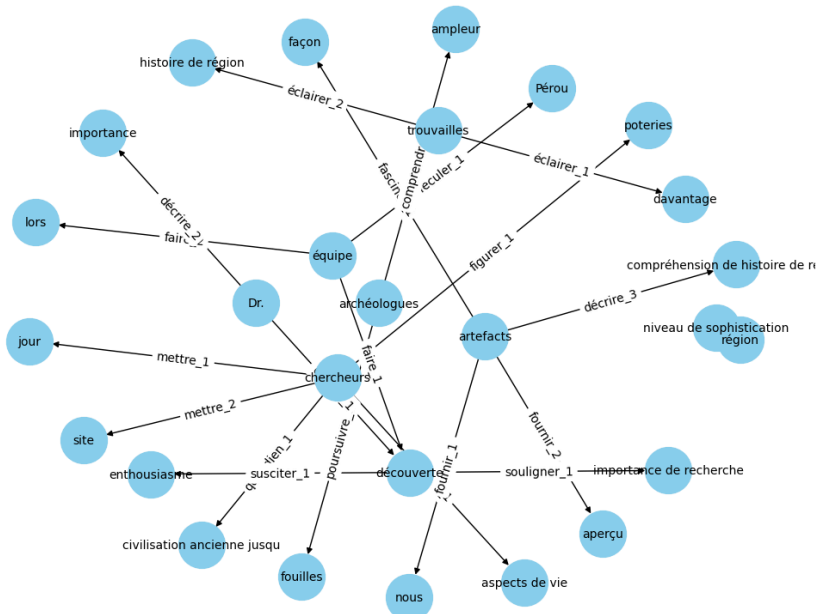 ampleur
façon
histoire de région
Pérou
éclairer_2
poteries
trouvailles
importance
éclairer_1
davantage
décrire_2
lors
figurer_1
équipe
compréhension de histoire de re
Dr.
archéologues
décrire_3
niveau de sophistication
artefacts
région
jour
mettre_1
faire_1
chercheurs
mettre_2
fournir_2
site
poursuivre_
enthousiasme
susciter_1
découverte
fournir_1
souligner_1
importance de recherche
aperçu
civilisation ancienne jusqu
fouilles
aspects de vie
nous